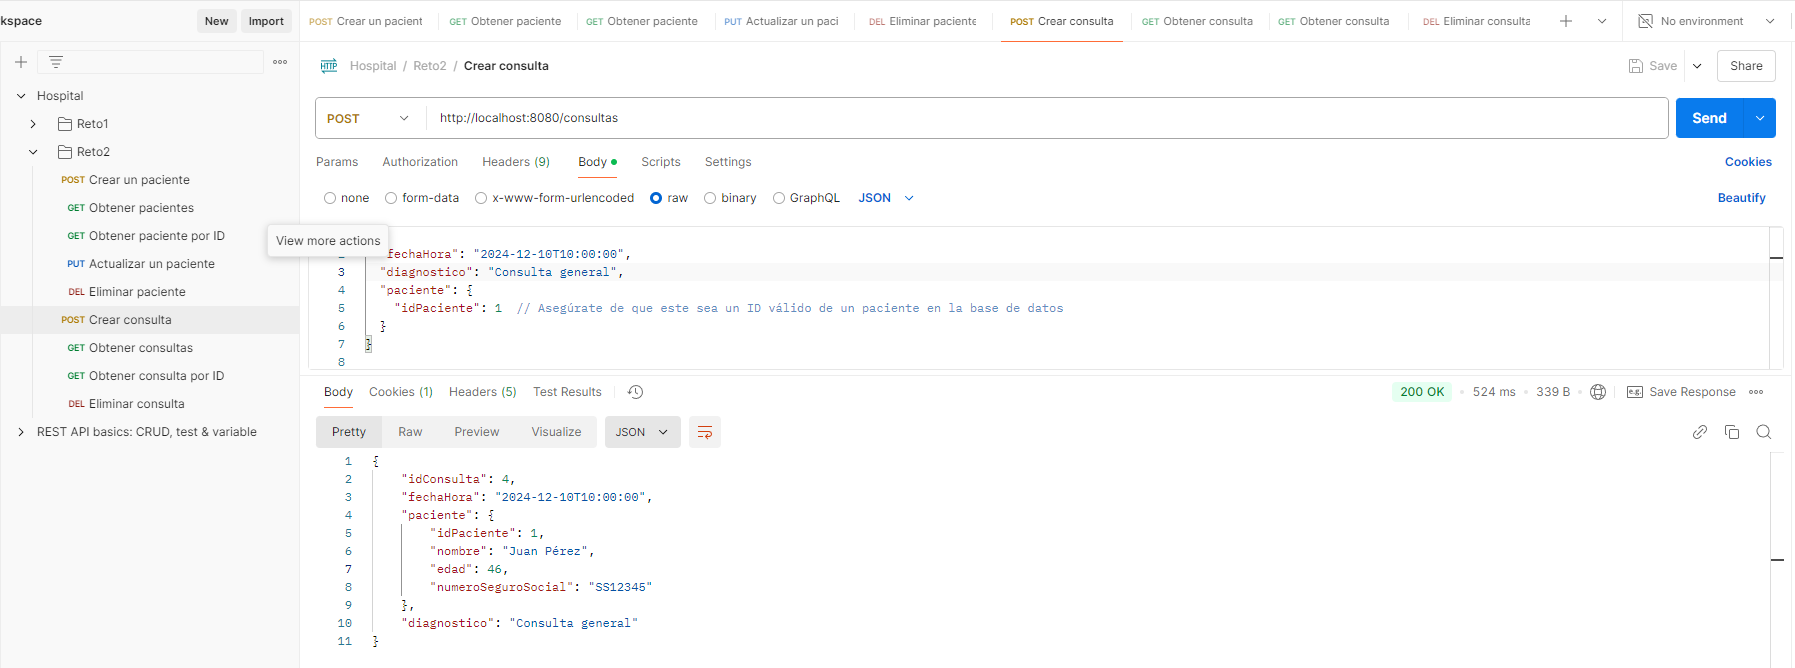 kspace
New
Import
POST Crear un pacient
GET Obtener paciente
GET Obtener paciente
PUT Actualizar un paci
DEL Eliminar paciente
POST Crear consulta
GET Obtener consulta
GET Obtener consulta
DEL Eliminar consulta
No environment
Hospital / Reto2 / Crear consulta
Save
Share
Hospital
Reto1
Reto2
POST Crear un paciente
GET Obtener pacientes
GET Obtener paciente por ID
PUT Actualizar un paciente
DEL Eliminar paciente
POST Crear consulta
GET Obtener consultas
GET Obtener consulta por ID
DEL Eliminar consulta
REST API basics: CRUD, test & variable
View more actions
POST
http://localhost:8080/consultas
Send
Params Authorization Headers (9) Body Scripts Settings
Cookies
none form-data x-www-form-urlencoded raw binary GraphQL JSON
Beautify
fechaHora": "2024-12-10T10:00:00",
3 "diagnostico": "Consulta general",
4 "paciente": {
5 "idPaciente": 1 // Asegúrate de que este sea un ID válido de un paciente en la base de datos
6 }
7 }
8
Body Cookies (1) Headers (5) Test Results
200 OK 524 ms 339 B
e.g. Save Response
Pretty Raw Preview Visualize JSON
1 {
2 "idConsulta": 4,
3 "fechaHora": "2024-12-10T10:00:00",
4 "paciente": {
5 "idPaciente": 1,
6 "nombre": "Juan Pérez",
7 "edad": 46,
8 "numeroSeguroSocial": "SS12345"
9 },
10 "diagnostico": "Consulta general"
11 }